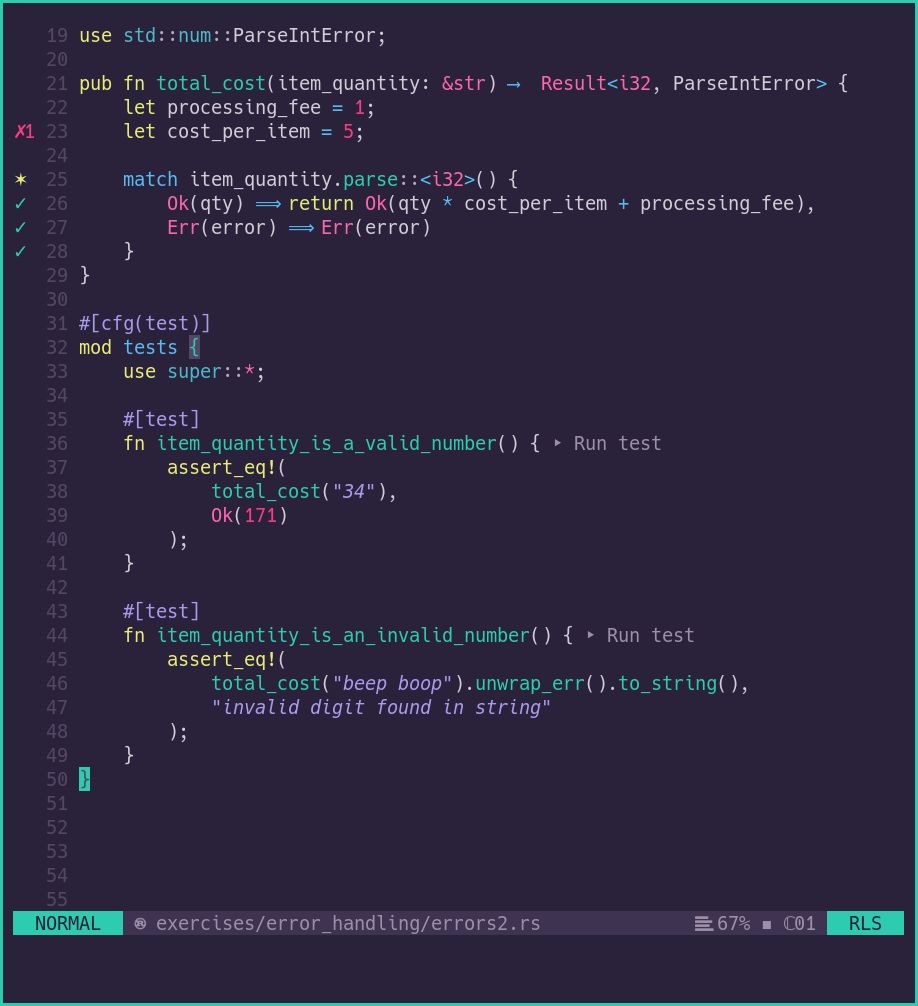 19 use std::num::ParseIntError;
20
21 pub fn total_cost(item_quantity: &str) ⟶ Result<i32, ParseIntError> {
22     let processing_fee = 1;
✗1 23     let cost_per_item = 5;
24
✶ 25     match item_quantity.parse::<i32>() {
✓ 26         Ok(qty) ⟹ return Ok(qty * cost_per_item + processing_fee),
✓ 27         Err(error) ⟹ Err(error)
✓ 28     }
29 }
30
31 #[cfg(test)]
32 mod tests {
33     use super::*;
34
35     #[test]
36     fn item_quantity_is_a_valid_number() { ‣ Run test
37         assert_eq!(
38             total_cost("34"),
39             Ok(171)
40         );
41     }
42
43     #[test]
44     fn item_quantity_is_an_invalid_number() { ‣ Run test
45         assert_eq!(
46             total_cost("beep boop").unwrap_err().to_string(),
47             "invalid digit found in string"
48         );
49     }
50 }
51
52
53
54
55
NORMAL exercises/error_handling/errors2.rs 67% ■ ℂ01 RLS